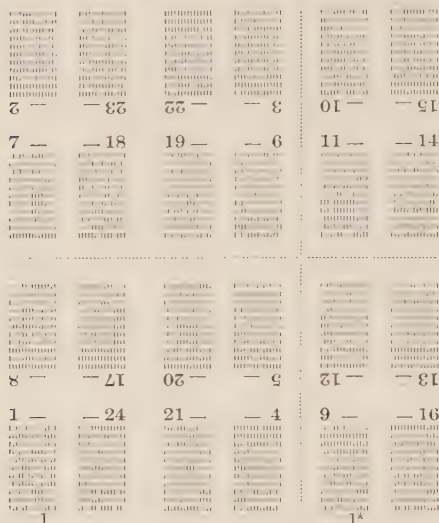 2 — — 23 22 — — 3 10 — — 15
7 — — 18 19 — — 6 11 — — 14
8 — — 17 20 — — 5 12 — — 13
1 — — 24 21 — — 4 9 — — 16
1 1*